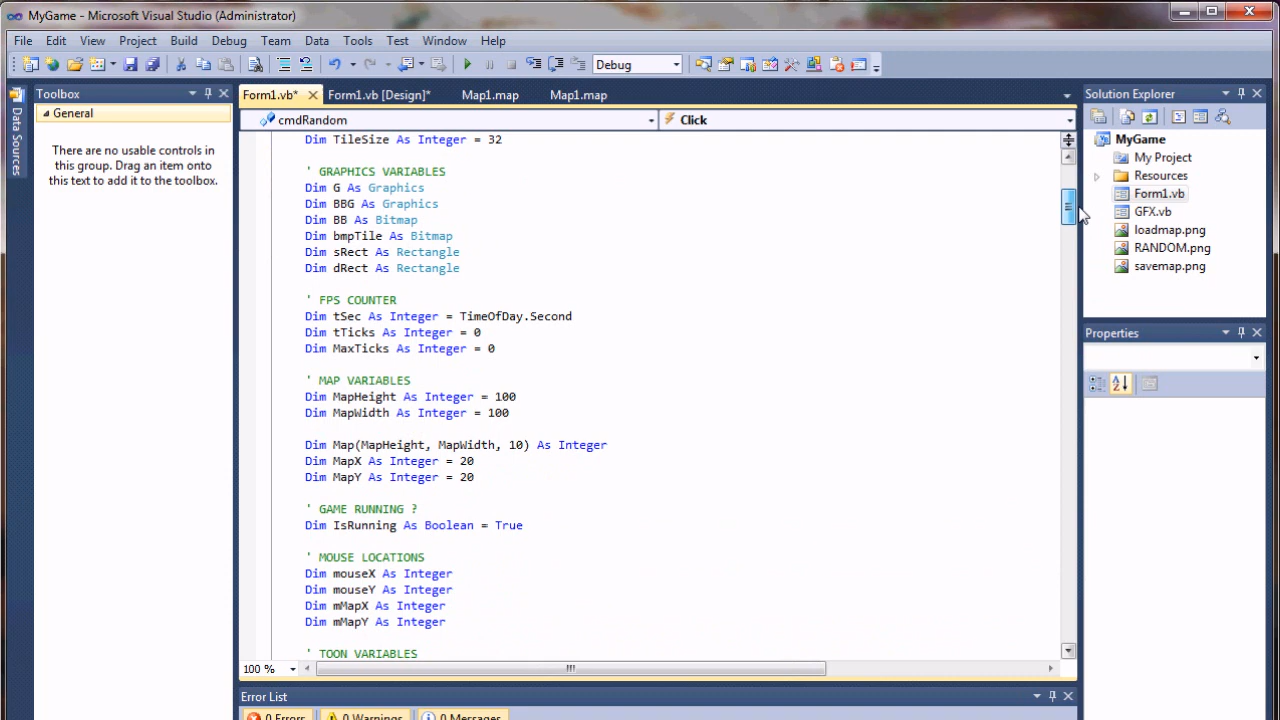 MyGame - Microsoft Visual Studio (Administrator)
File Edit View Project Build Debug Team Data Tools Test Window Help
Debug
Toolbox
General
There are no usable controls in
this group. Drag an item onto
this text to add it to the toolbox.
Data Sources
Form1.vb* Form1.vb [Design]* Map1.map Map1.map
cmdRandom Click
Dim TileSize As Integer = 32
' GRAPHICS VARIABLES
Dim G As Graphics
Dim BBG As Graphics
Dim BB As Bitmap
Dim bmpTile As Bitmap
Dim sRect As Rectangle
Dim dRect As Rectangle
' FPS COUNTER
Dim tSec As Integer = TimeOfDay.Second
Dim tTicks As Integer = 0
Dim MaxTicks As Integer = 0
' MAP VARIABLES
Dim MapHeight As Integer = 100
Dim MapWidth As Integer = 100
Dim Map(MapHeight, MapWidth, 10) As Integer
Dim MapX As Integer = 20
Dim MapY As Integer = 20
' GAME RUNNING ?
Dim IsRunning As Boolean = True
' MOUSE LOCATIONS
Dim mouseX As Integer
Dim mouseY As Integer
Dim mMapX As Integer
Dim mMapY As Integer
' TOON VARIABLES
100 %
Error List
0 Errors 0 Warnings 0 Messages
Solution Explorer
MyGame
My Project
Resources
Form1.vb
GFX.vb
loadmap.png
RANDOM.png
savemap.png
Properties